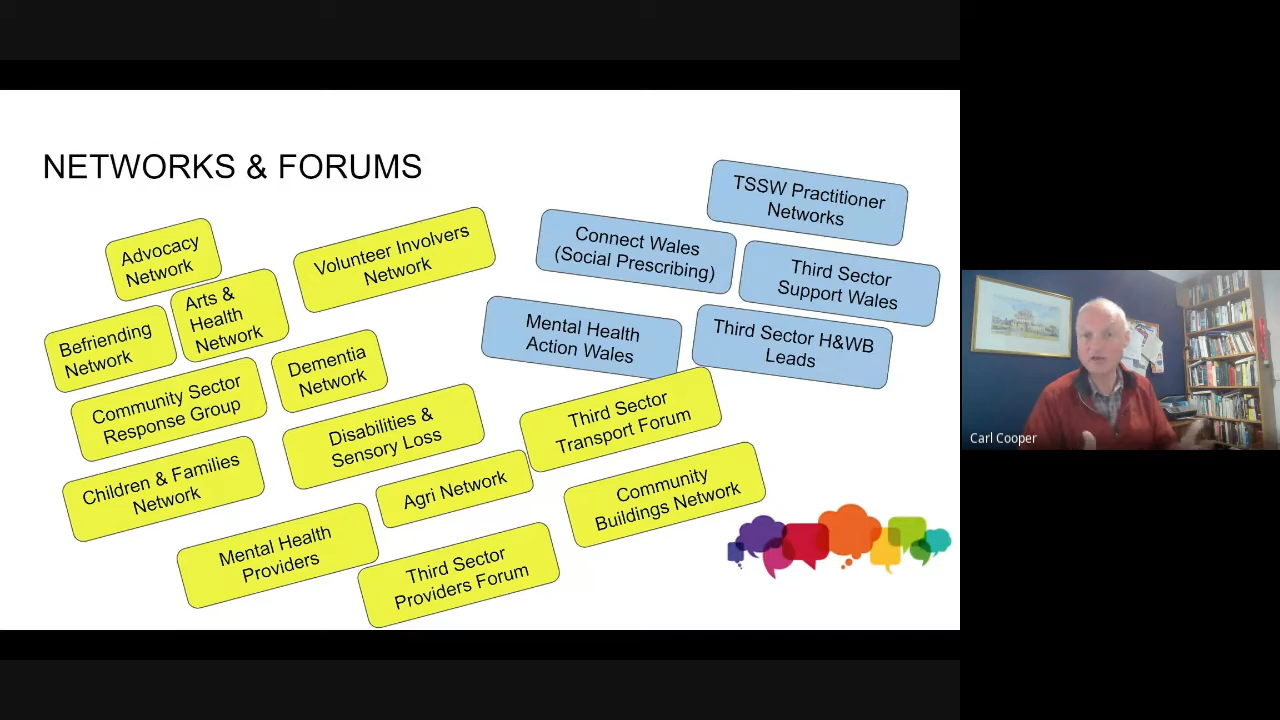 NETWORKS & FORUMS
Advocacy
Network
Arts &
Health
Network
Volunteer Involvers
Network
Befriending
Network
Dementia
Network
Community Sector
Response Group
Disabilities &
Sensory Loss
Children & Families
Network
Agri Network
Mental Health
Providers
Third Sector
Providers Forum
Third Sector
Transport Forum
Community
Buildings Network
TSSW Practitioner
Networks
Connect Wales
(Social Prescribing)
Third Sector
Support Wales
Mental Health
Action Wales
Third Sector H&WB
Leads
Carl Cooper